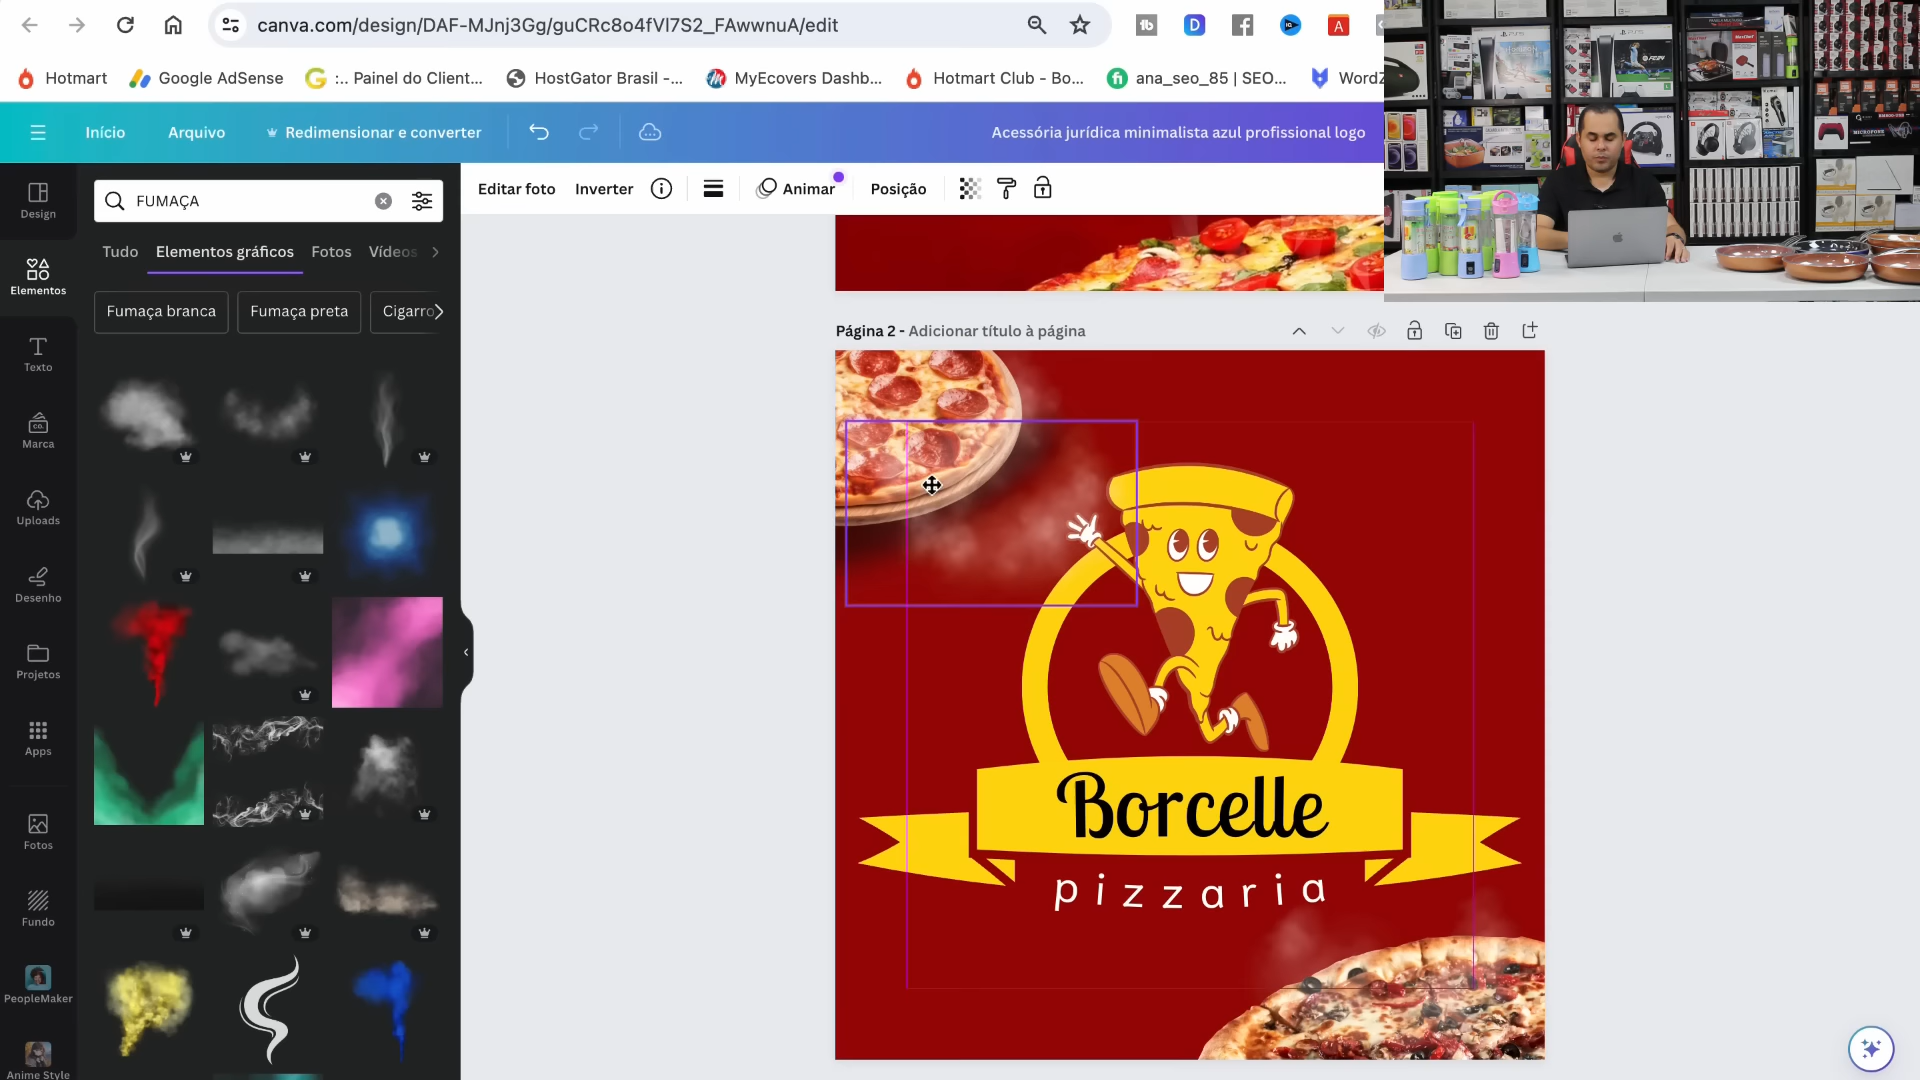 canva.com/design/DAF-MJnj3Gg/guCRc8o4fVl7S2_FAwwnuA/edit
Hotmart
Google AdSense
:.. Painel do Client...
HostGator Brasil -...
MyEcovers Dashb...
Hotmart Club - Bo...
ana_seo_85 | SEO...
WordZ
Início
Arquivo
Redimensionar e converter
Acessória jurídica minimalista azul profissional logo
Design
Elementos
Texto
Marca
Uploads
Desenho
Projetos
Apps
Fotos
Fundo
PeopleMaker
Anime Style
FUMAÇA
Tudo
Elementos gráficos
Fotos
Vídeos
Fumaça branca
Fumaça preta
Cigarro
Editar foto
Inverter
Animar
Posição
Página 2 - Adicionar título à página
Borcelle
pizzaria